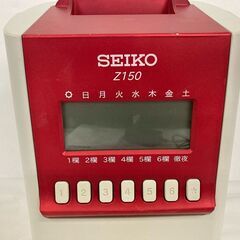 SEIKO
Z150
日 月 火 水 木 金 土
1欄 2欄 3欄 4欄 5欄 6欄 徹夜
1 2 3 4 5 6 ☆